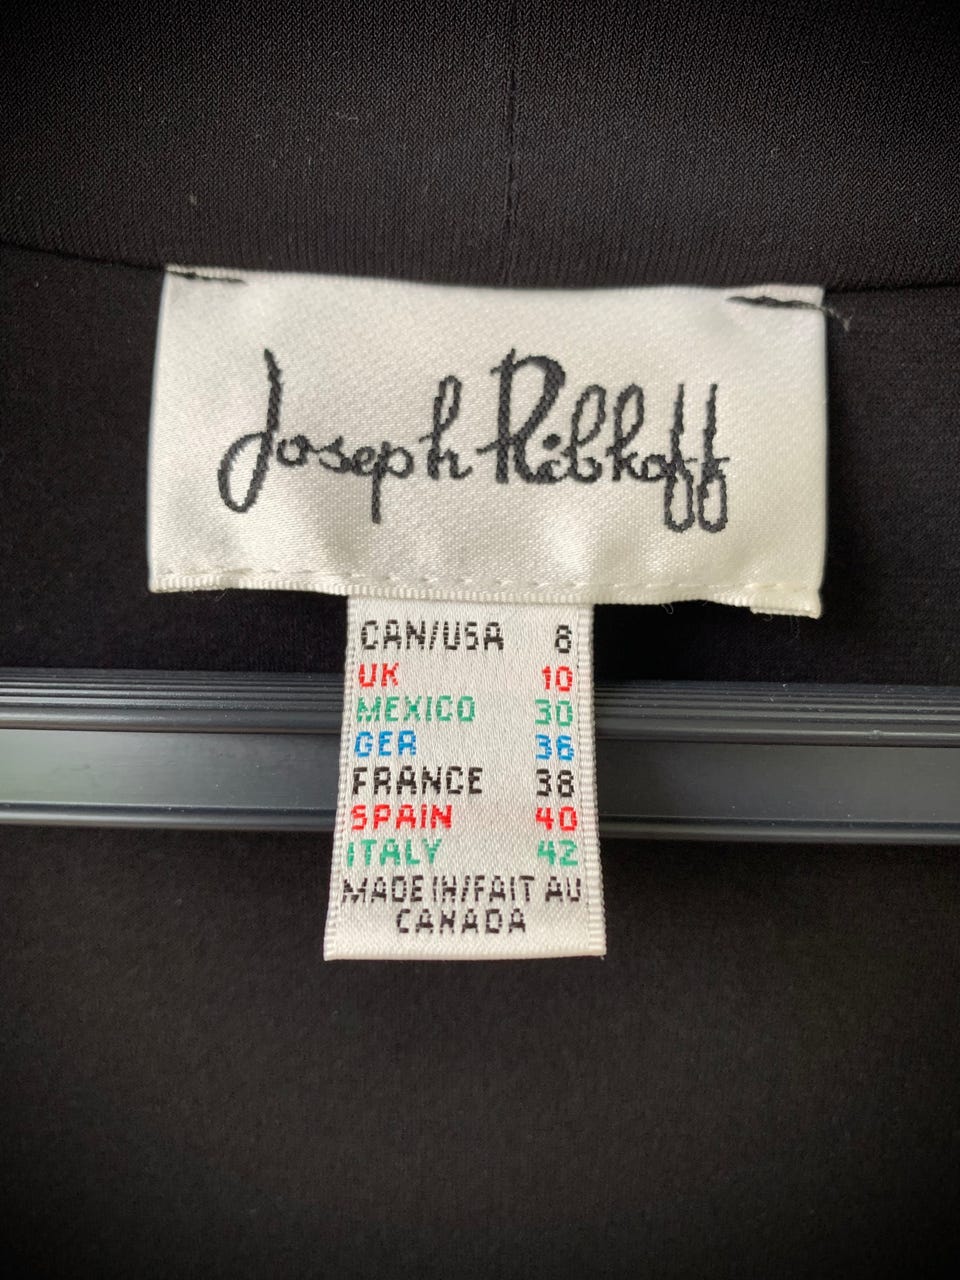 Joseph Ribkoff
CAN/USA 8
UK 10
MEXICO 30
GER 36
FRANCE 38
SPAIN 40
ITALY 42
MADE IN/FAIT AU
CANADA